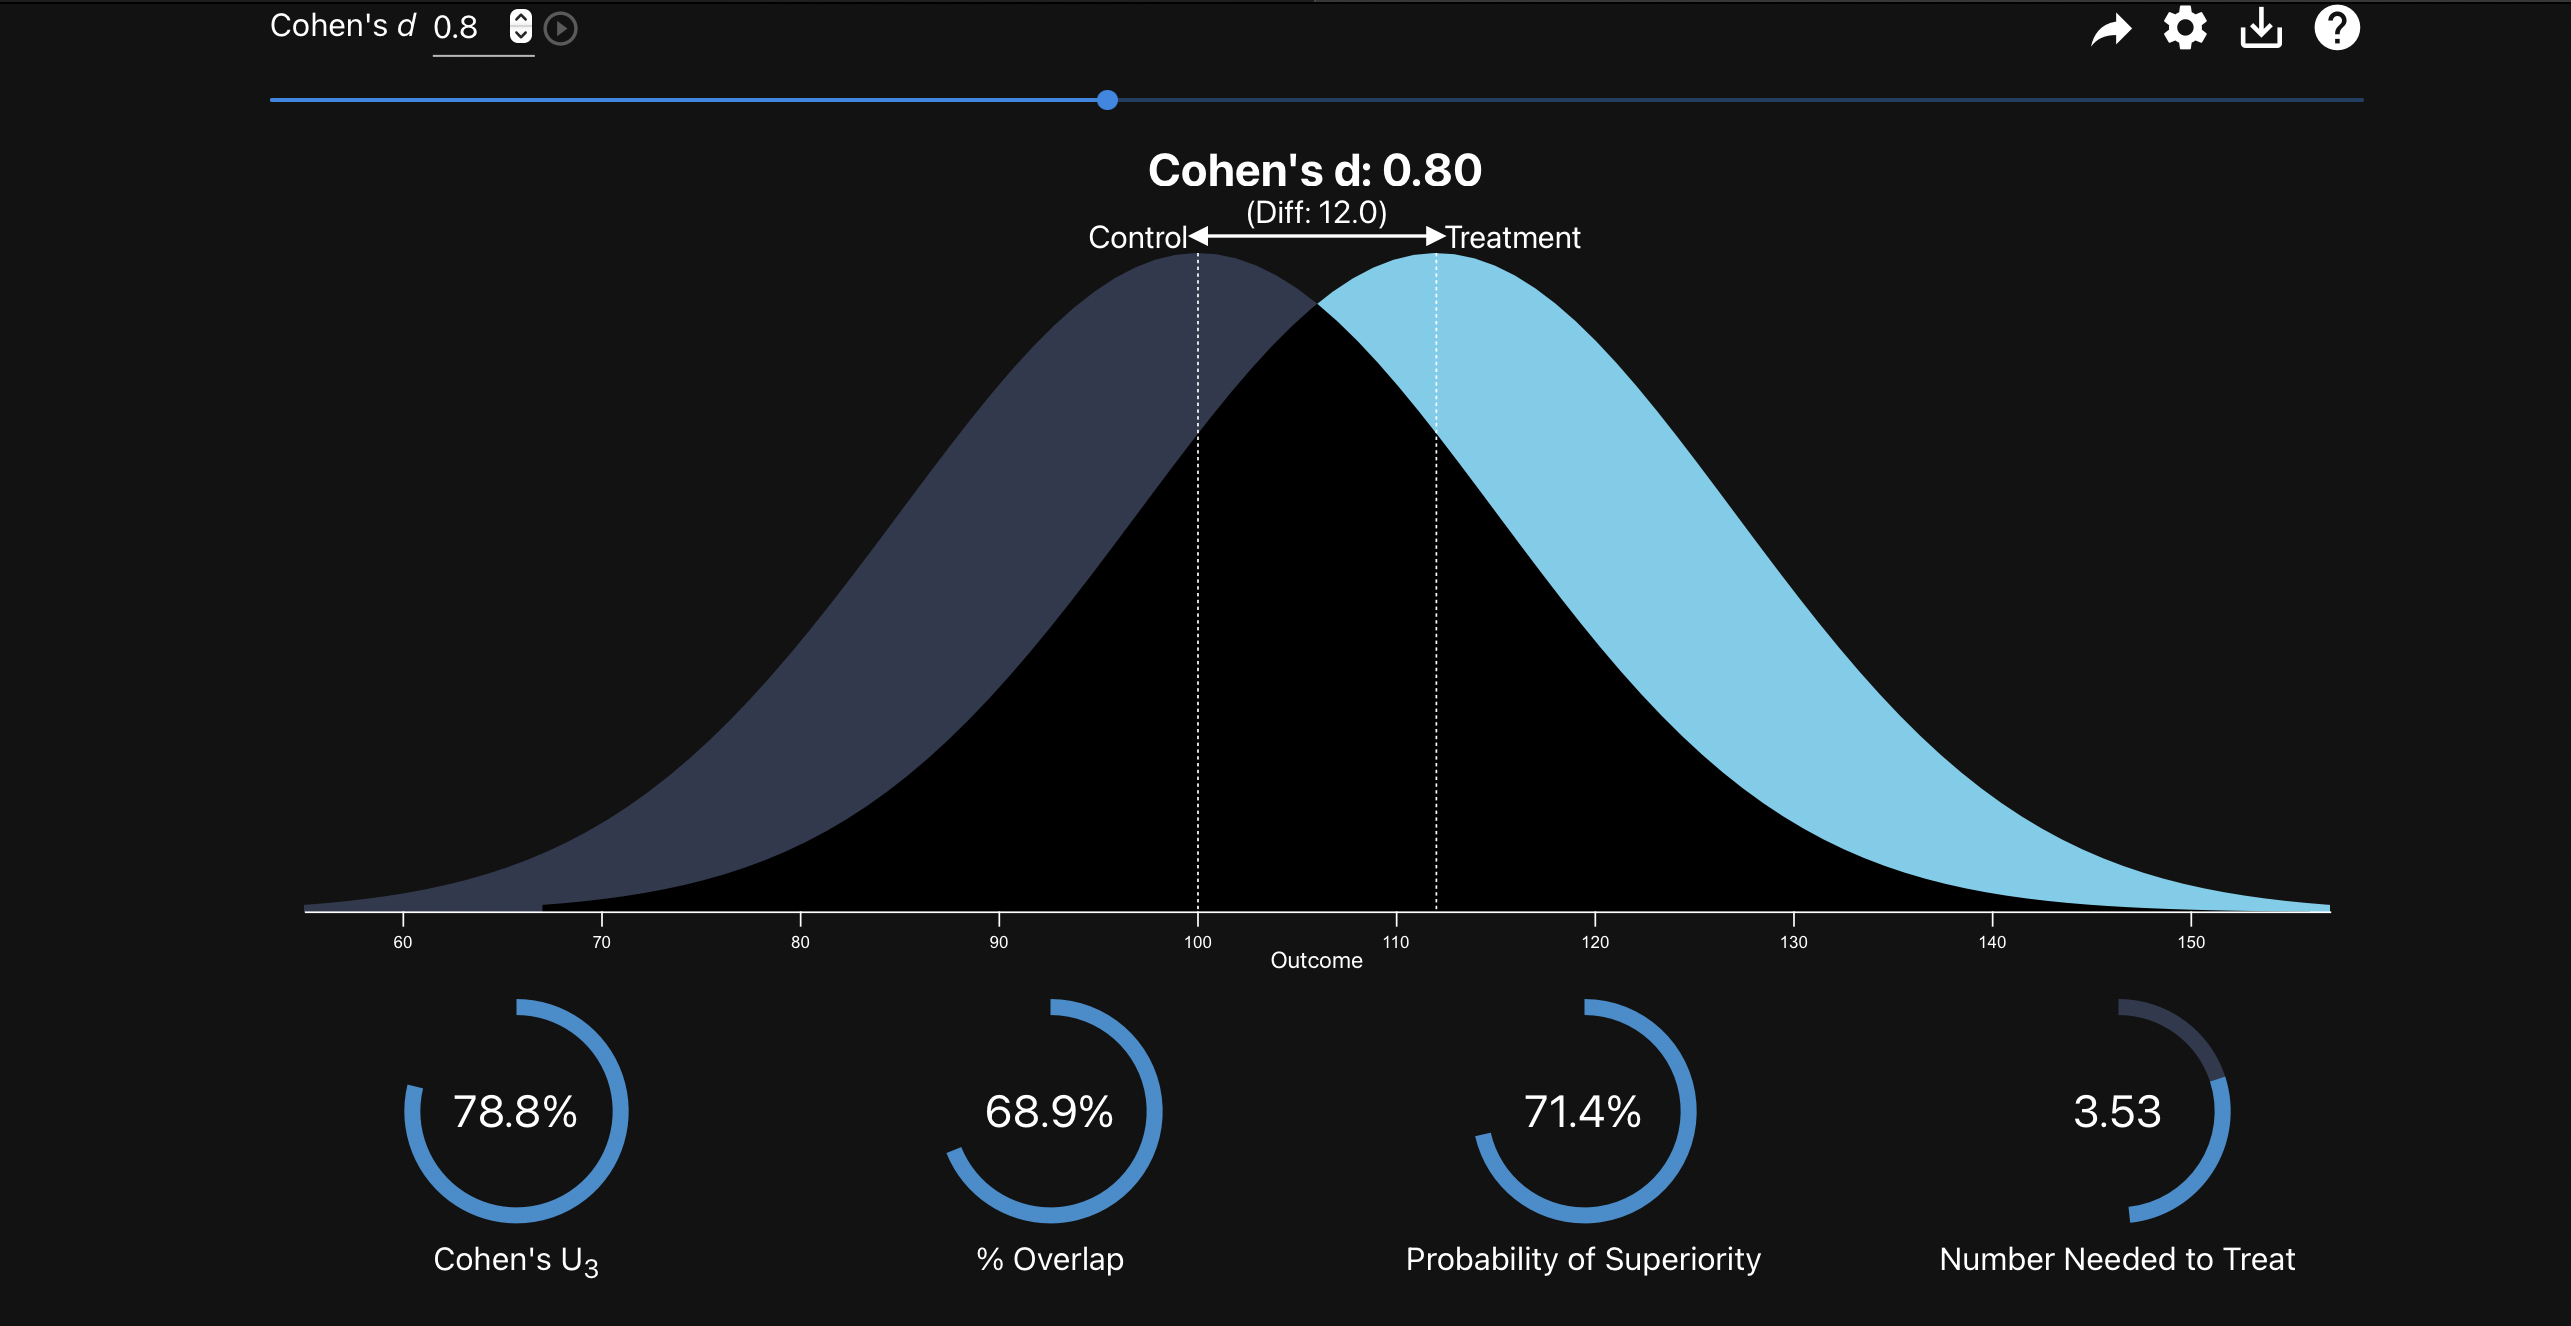 Cohen's d 0.8
Cohen's d: 0.80
(Diff: 12.0)
Control Treatment
60 70 80 90 100 110 120 130 140 150
Outcome
78.8% 68.9% 71.4% 3.53
Cohen's U3 % Overlap Probability of Superiority Number Needed to Treat